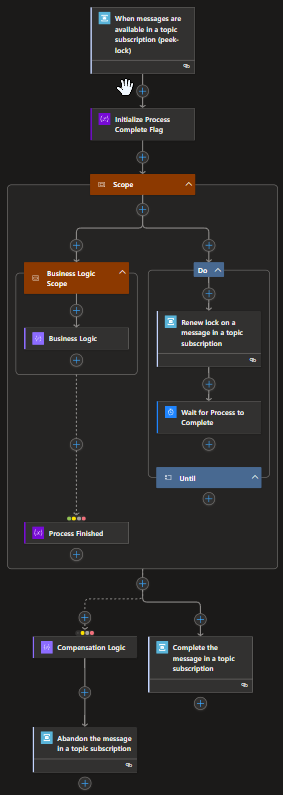 When messages are
available in a topic
subscription (peek-
lock)
Initialize Process
Complete Flag
Scope
Business Logic
Scope
Do
Business Logic
Renew lock on a
message in a topic
subscription
Wait for Process to
Complete
Until
Process Finished
Compensation Logic
Complete the
message in a topic
subscription
Abandon the message
in a topic subscription